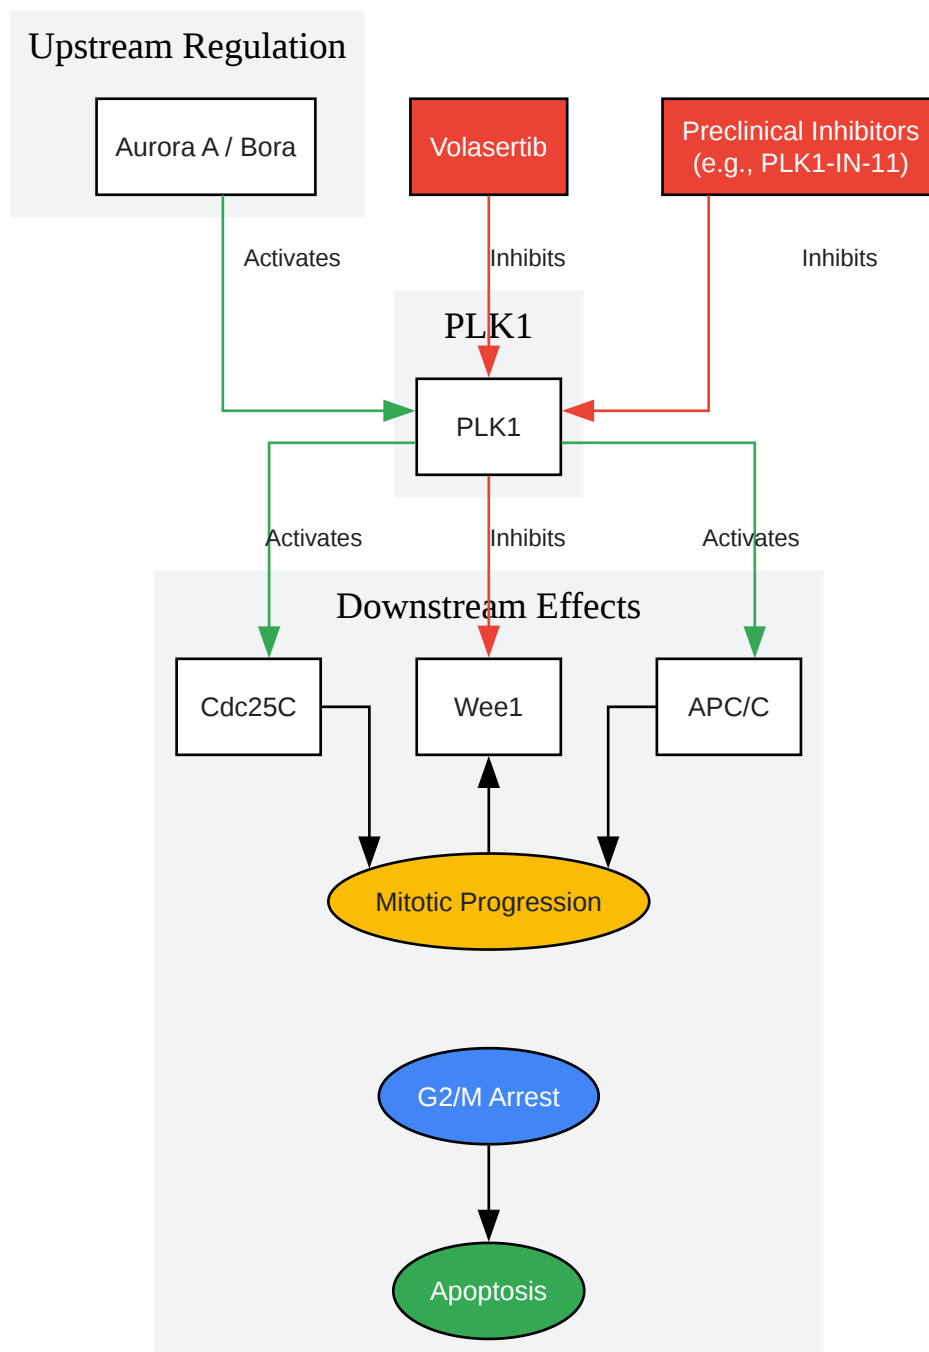 Upstream Regulation
Aurora A / Bora
Volasertib
Preclinical Inhibitors
(e.g., PLK1-IN-11)
Activates
Inhibits
Inhibits
PLK1
PLK1
Activates
Inhibits
Activates
Downstream Effects
Cdc25C
Wee1
APC/C
Mitotic Progression
G2/M Arrest
Apoptosis